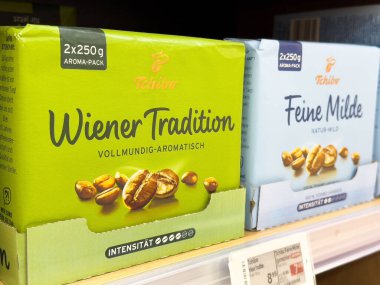 2x250g
AROMA-PACK
Tchibo
Wiener Tradition
VOLLMUNDIG-AROMATISCH
INTENSITÄT
2x250g
AROMA-PACK
Tchibo
Feine Milde
NATUR-MILD
INTENSITÄT